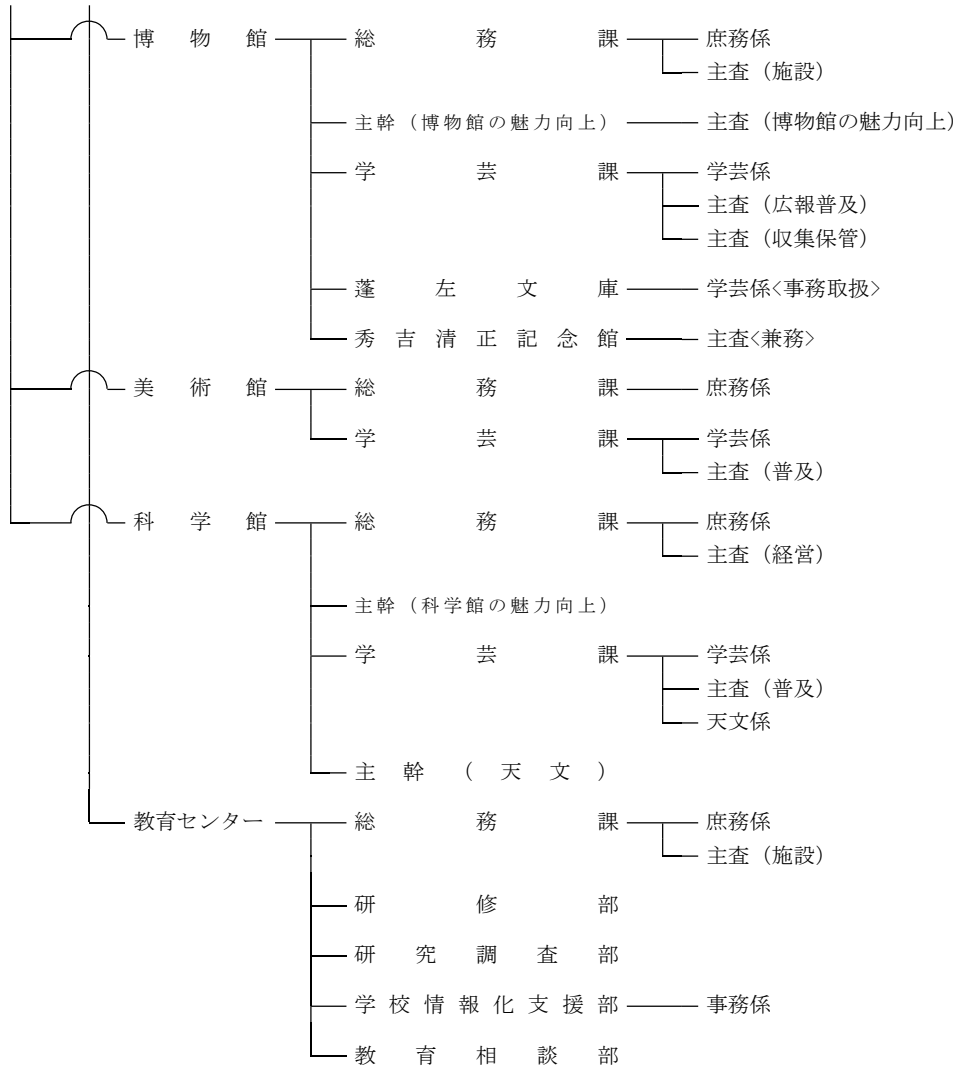 博物館 総務課 庶務係
主査（施設）
主幹（博物館の魅力向上） 主査（博物館の魅力向上）
学芸課 学芸係
主査（広報普及）
主査（収集保管）
蓬左文庫 学芸係<事務取扱>
秀吉清正記念館 主査<兼務>
美術館 総務課 庶務係
学芸課 学芸係
主査（普及）
科学館 総務課 庶務係
主査（経営）
主幹（科学館の魅力向上）
学芸課 学芸係
主査（普及）
天文係
主幹（天文）
教育センター 総務課 庶務係
主査（施設）
研修部
研究調査部
学校情報化支援部 事務係
教育相談部